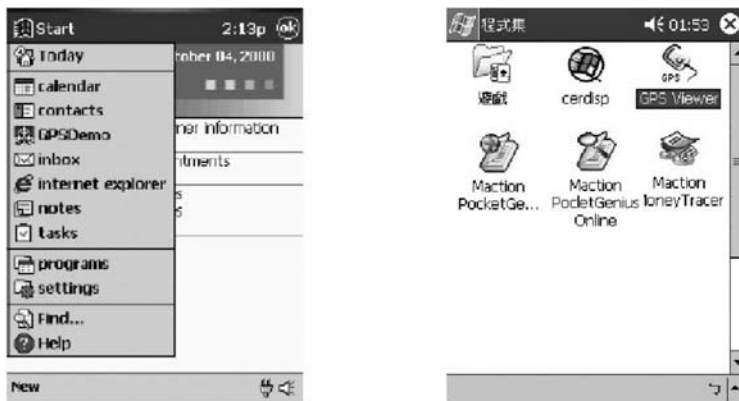 Start 2:13p ok
Today
tober 04, 2000
calendar
contacts
GPSDemo
ner information
inbox
ntments
internet explorer
notes
tasks
programs
settings
Find...
Help
New
程式集 01:53
遊戲
cerdisp
GPS
GPS Viewer
Maction
PocketGe...
Maction
PocletGenius
Online
Maction
loneyTracer